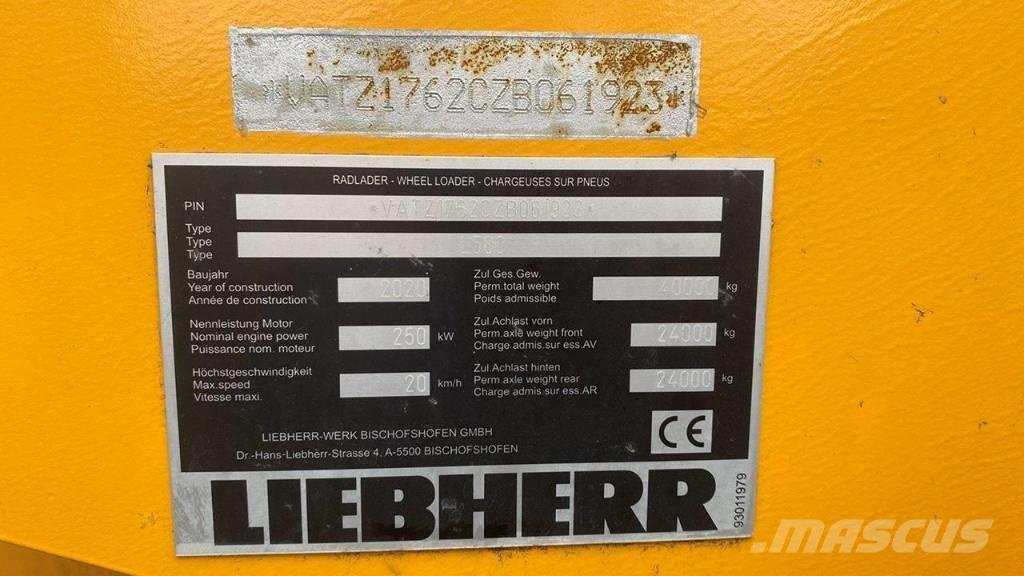 *VATZ1762CZB061923*
RADLADER - WHEEL LOADER - CHARGEUSES SUR PNEUS
PIN *VATZ1762CZB061923*
Type
Type L580
Type
Baujahr
Year of construction 2020
Année de construction
Nennleistung Motor
Nominal engine power 250 kW
Puissance nom. moteur
Höchstgeschwindigkeit
Max.speed 20 km/h
Vitesse maxi.
Zul.Ges.Gew.
Perm.total weight 40000 kg
Poids admissible
Zul.Achlast vorn
Perm.axle weight front 24000 kg
Charge admis.sur ess.AV
Zul.Achlast hinten
Perm.axle weight rear 24000 kg
Charge admis.sur ess.AR
CE
LIEBHERR-WERK BISCHOFSHOFEN GMBH
Dr.-Hans-Liebherr-Strasse 4, A-5500 BISCHOFSHOFEN
LIEBHERR
93011979
MASCUS